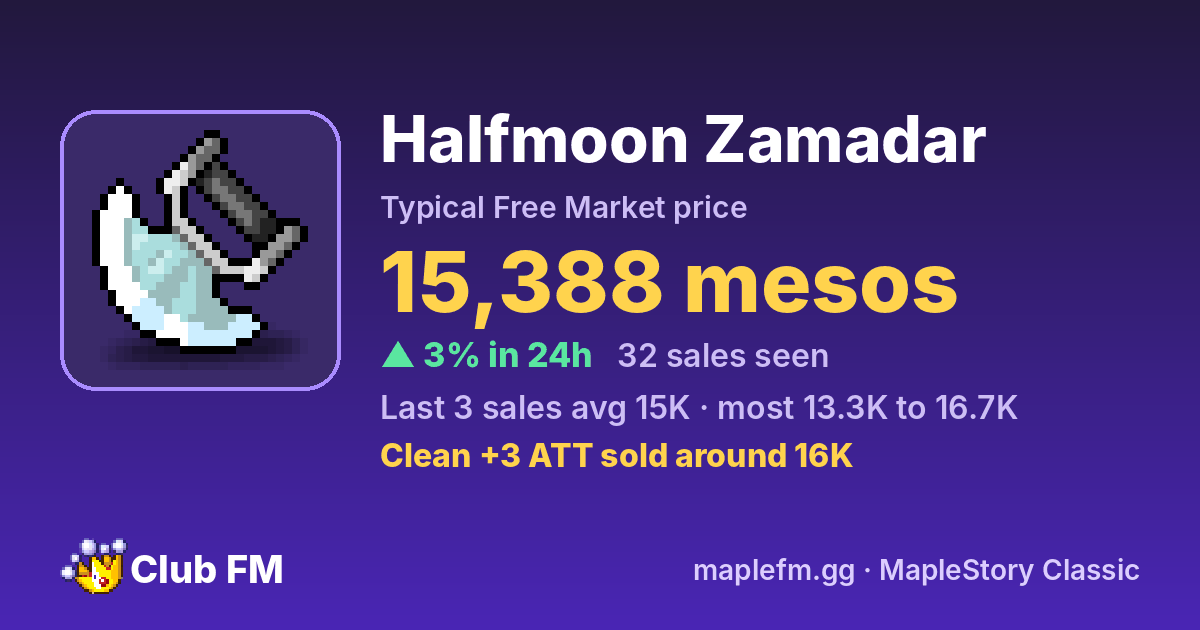 Halfmoon Zamadar
Typical Free Market price
15,388 mesos
▲ 3% in 24h 32 sales seen
Last 3 sales avg 15K · most 13.3K to 16.7K
Clean +3 ATT sold around 16K
Club FM
maplefm.gg · MapleStory Classic